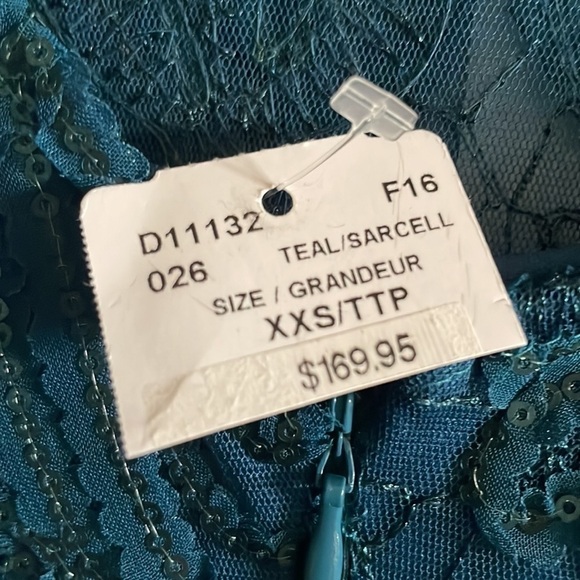 D11132 F16
026 TEAL/SARCELL
SIZE / GRANDEUR
XXS/TTP
$169.95